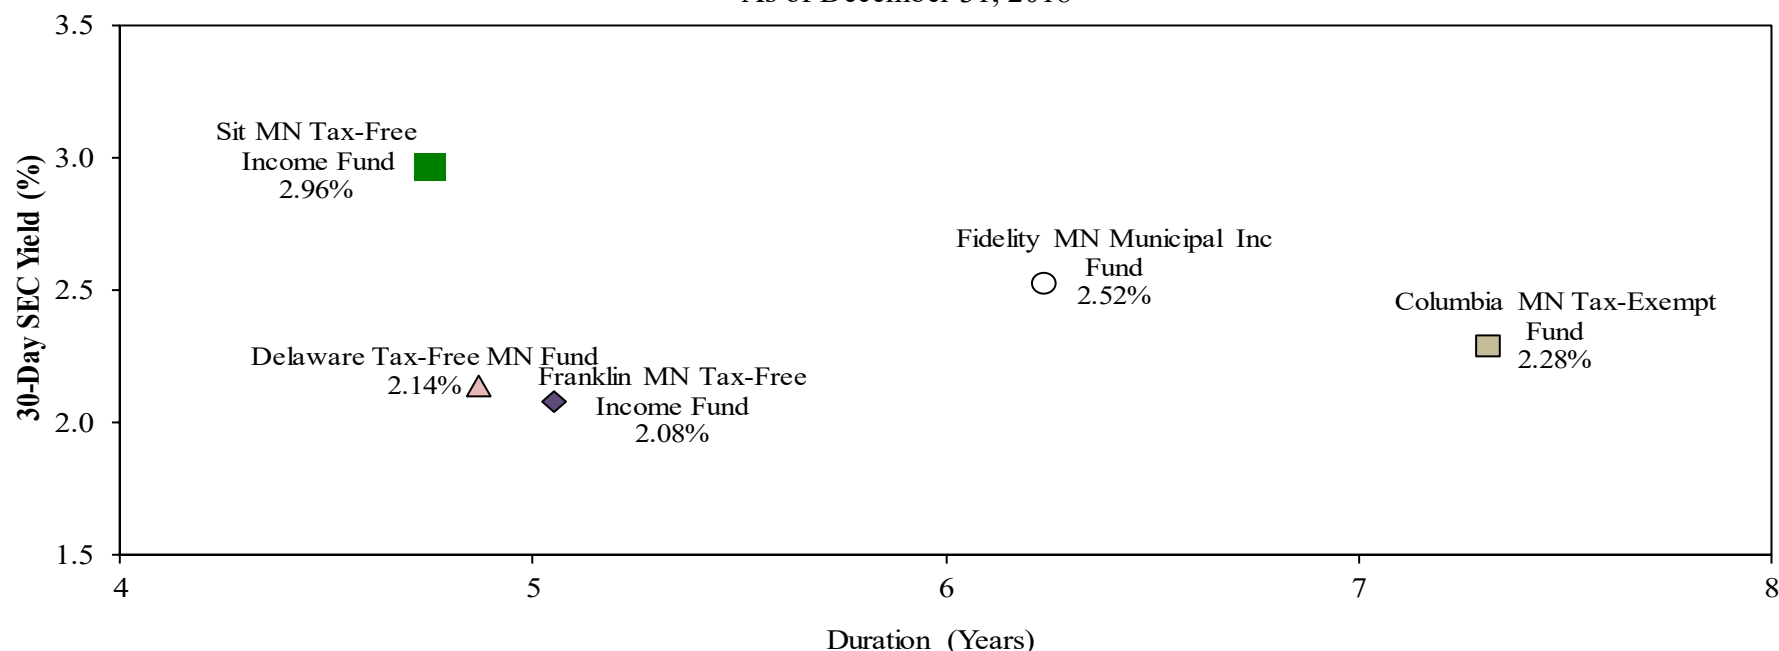 3.5
3.0
2.5
2.0
1.5
30-Day SEC Yield (%)
Sit MN Tax-Free
Income Fund
2.96%
Fidelity MN Municipal Inc
Fund
2.52%
Columbia MN Tax-Exempt
Fund
2.28%
Delaware Tax-Free MN Fund
2.14%
Franklin MN Tax-Free
Income Fund
2.08%
4
5
6
7
8
Duration (Years)